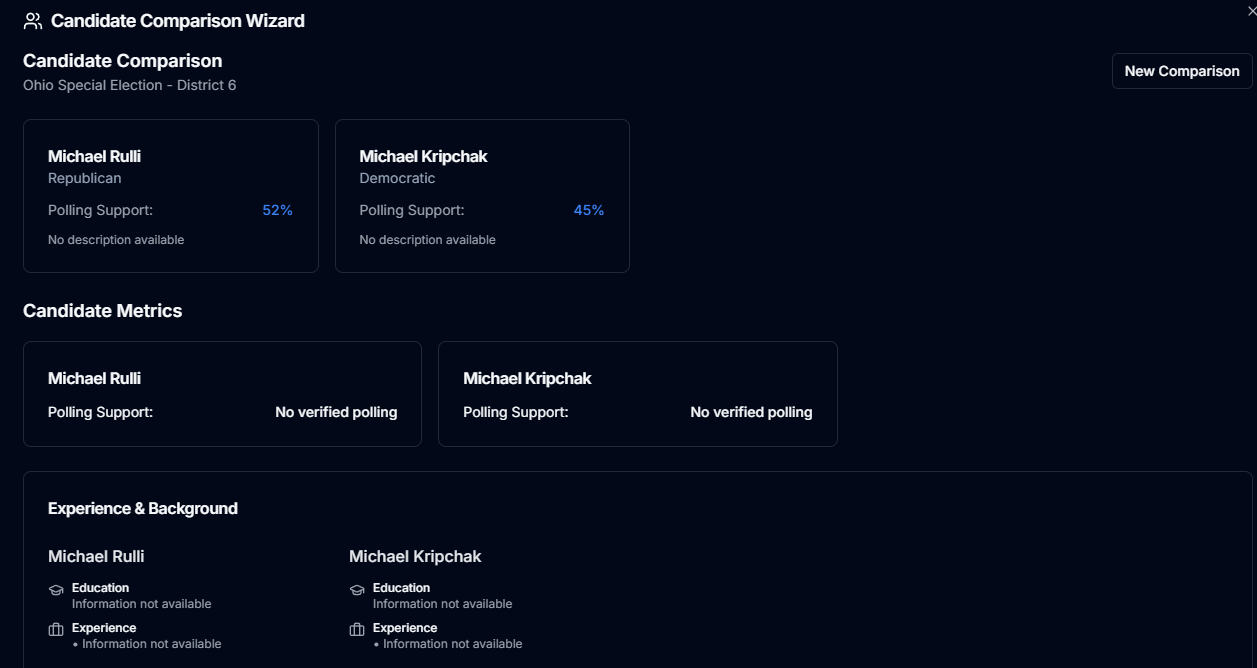 Candidate Comparison Wizard
Candidate Comparison
Ohio Special Election - District 6
New Comparison
Michael Rulli
Republican
Polling Support: 52%
No description available
Michael Kripchak
Democratic
Polling Support: 45%
No description available
Candidate Metrics
Michael Rulli
Polling Support: No verified polling
Michael Kripchak
Polling Support: No verified polling
Experience & Background
Michael Rulli
Education
Information not available
Experience
• Information not available
Michael Kripchak
Education
Information not available
Experience
• Information not available